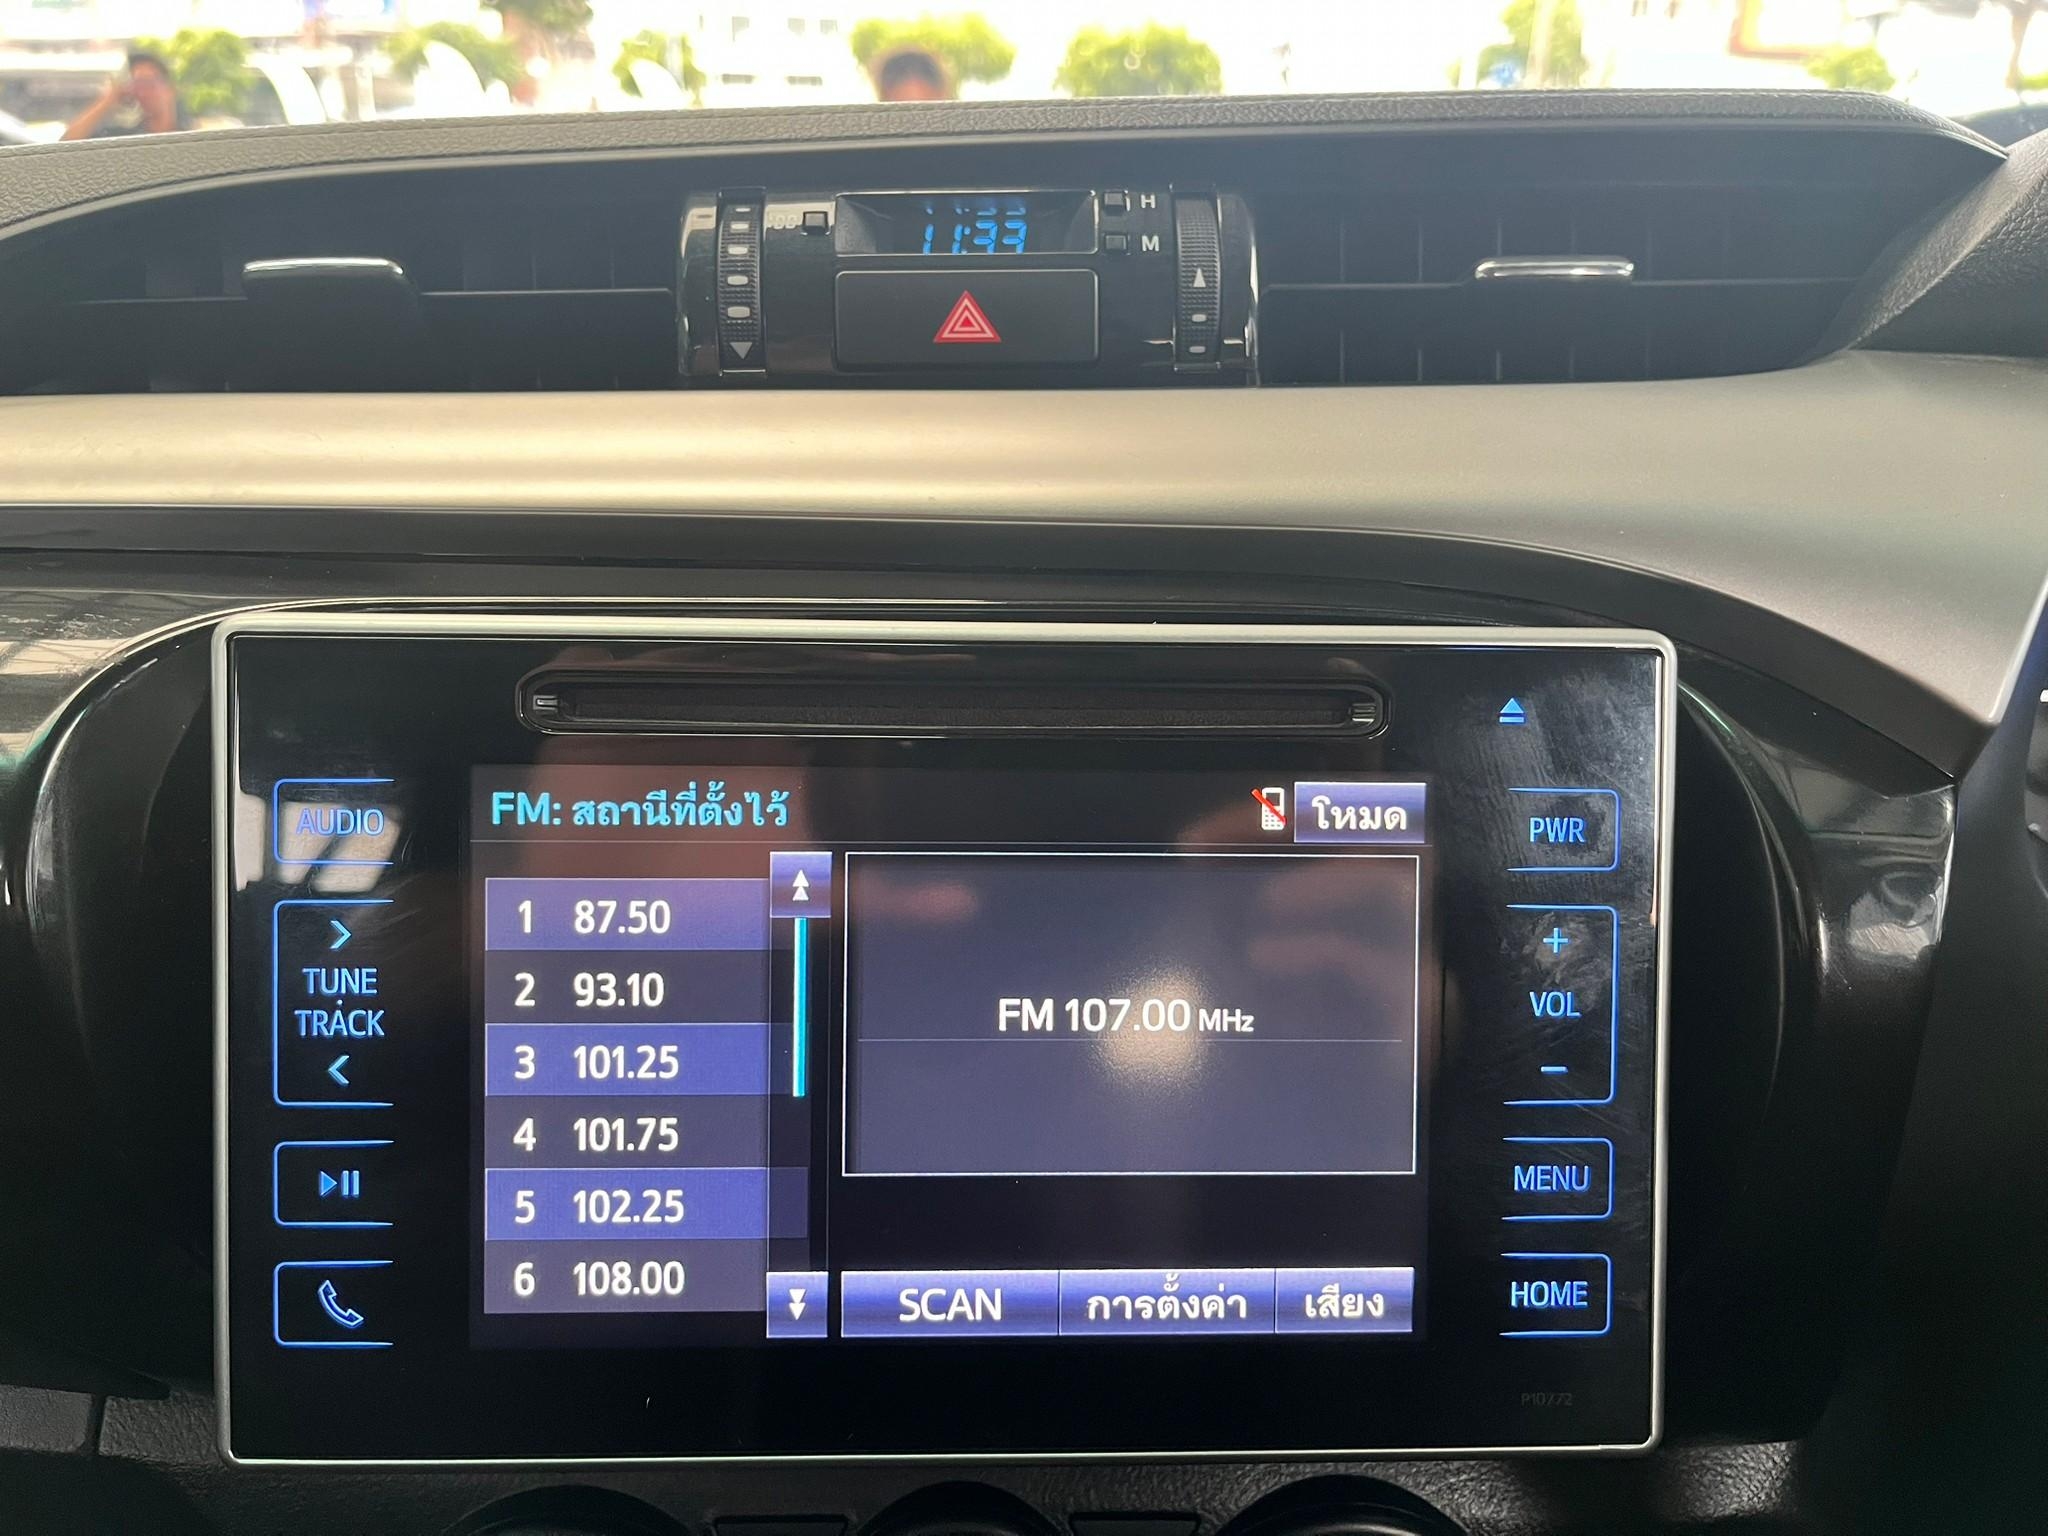 :00
H
11:33
M
AUDIO
TUNE
TRACK
FM: สถานีที่ตั้งไว้
โหมด
1 87.50
2 93.10
3 101.25
4 101.75
5 102.25
6 108.00
FM 107.00 MHz
SCAN
การตั้งค่า
เสียง
PWR
+
VOL
-
MENU
HOME
P10772